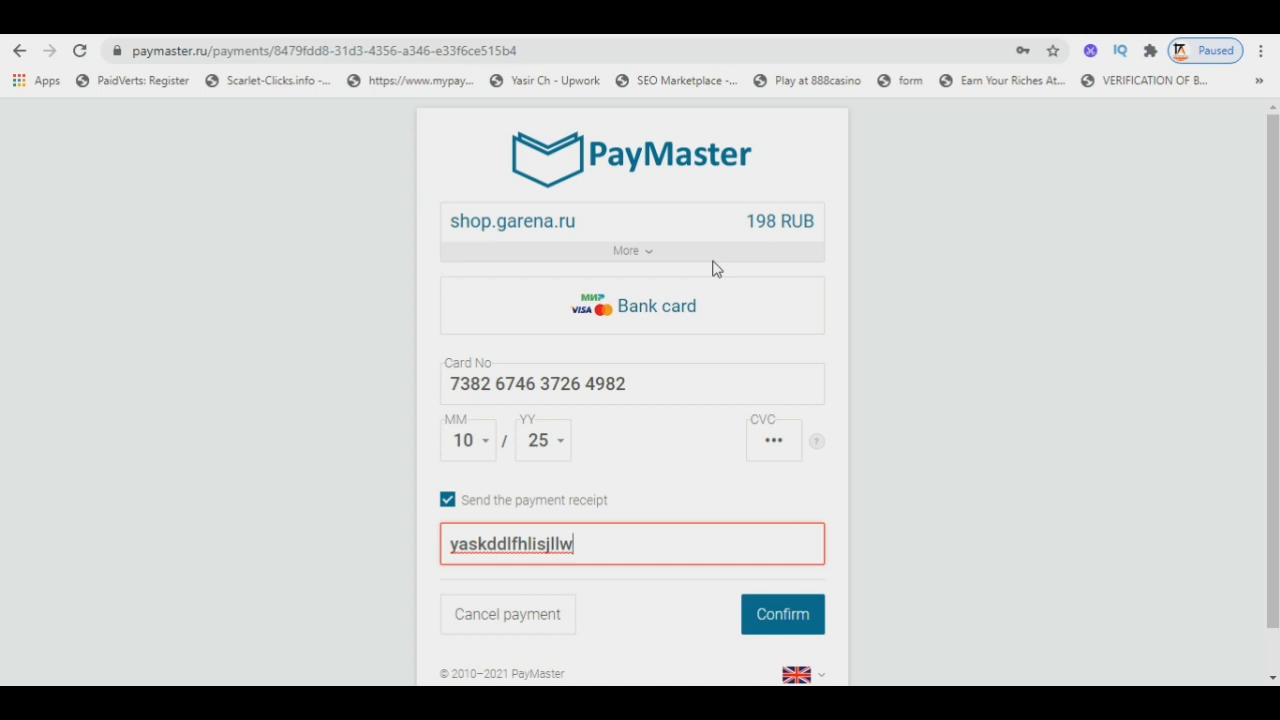 paymaster.ru/payments/8479fdd8-31d3-4356-a346-e33f6ce515b4
IQ
Paused
Apps
PaidVerts: Register
Scarlet-Clicks.info -...
https://www.mypay...
Yasir Ch - Upwork
SEO Marketplace -...
Play at 888casino
form
Earn Your Riches At...
VERIFICATION OF B...
»
PayMaster
shop.garena.ru 198 RUB
More
МИР
VISA
Bank card
Card No
7382 6746 3726 4982
MM YY CVC
10 / 25 •••
?
Send the payment receipt
yaskddlfhlisjllw
Cancel payment Confirm
© 2010–2021 PayMaster